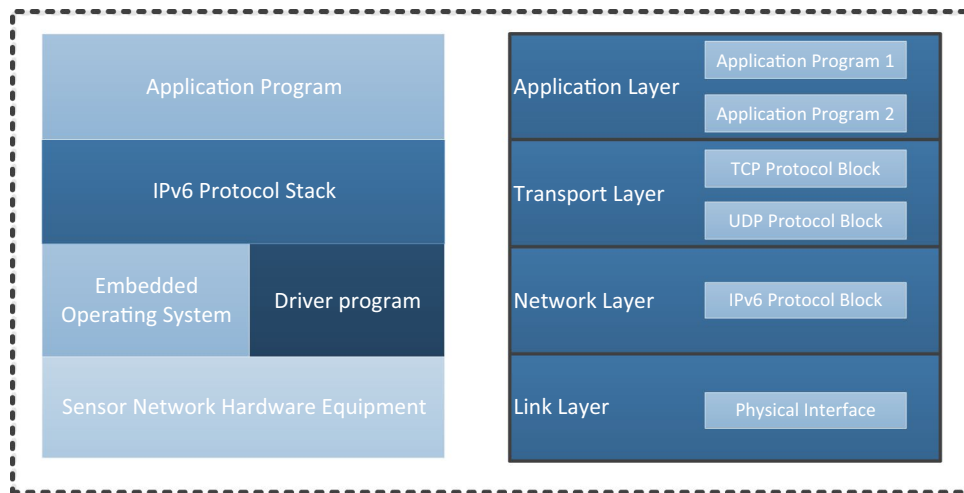 Application Program
IPv6 Protocol Stack
Embedded
Operating System
Driver program
Sensor Network Hardware Equipment
Application Layer
Application Program 1
Application Program 2
Transport Layer
TCP Protocol Block
UDP Protocol Block
Network Layer
IPv6 Protocol Block
Link Layer
Physical Interface